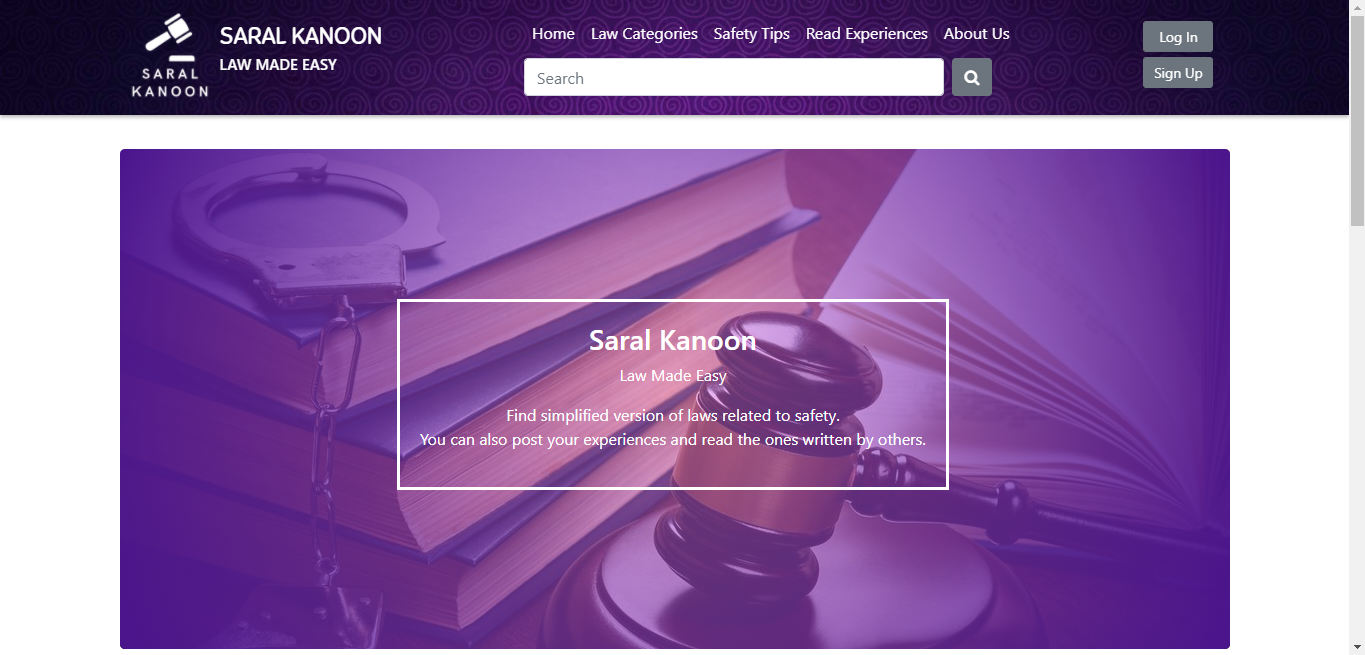 SARAL
KANOON
SARAL KANOON
LAW MADE EASY
Home Law Categories Safety Tips Read Experiences About Us
Search
Log In
Sign Up
Saral Kanoon
Law Made Easy
Find simplified version of laws related to safety.
You can also post your experiences and read the ones written by others.